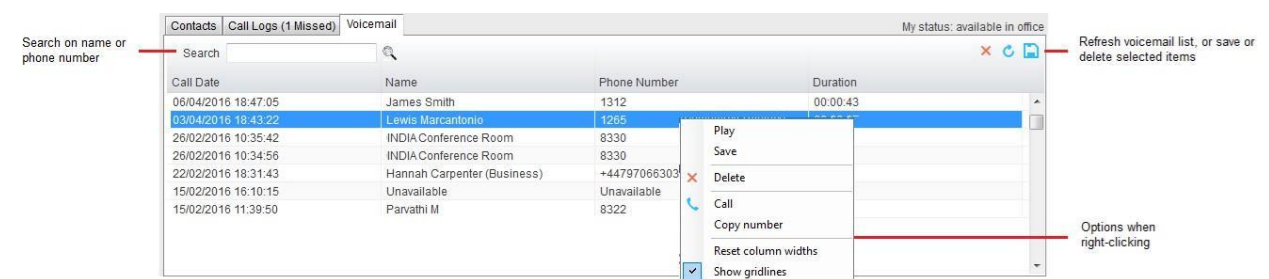 Contacts Call Logs (1 Missed) Voicemail My status: available in office
Search on name or
phone number
Search
Refresh voicemail list, or save or
delete selected items
Call Date Name Phone Number Duration
06/04/2016 18:47:05 James Smith 1312 00:00:43
03/04/2016 18:43:22 Lewis Marcantonio 1265
26/02/2016 10:35:42 INDIA Conference Room 8330
26/02/2016 10:34:56 INDIA Conference Room 8330
22/02/2016 18:31:43 Hannah Carpenter (Business) +44797066303
15/02/2016 16:10:15 Unavailable Unavailable
15/02/2016 11:39:50 Parvathi M 8322
Play
Save
Delete
Call
Copy number
Reset column widths
Show gridlines
Options when
right-clicking